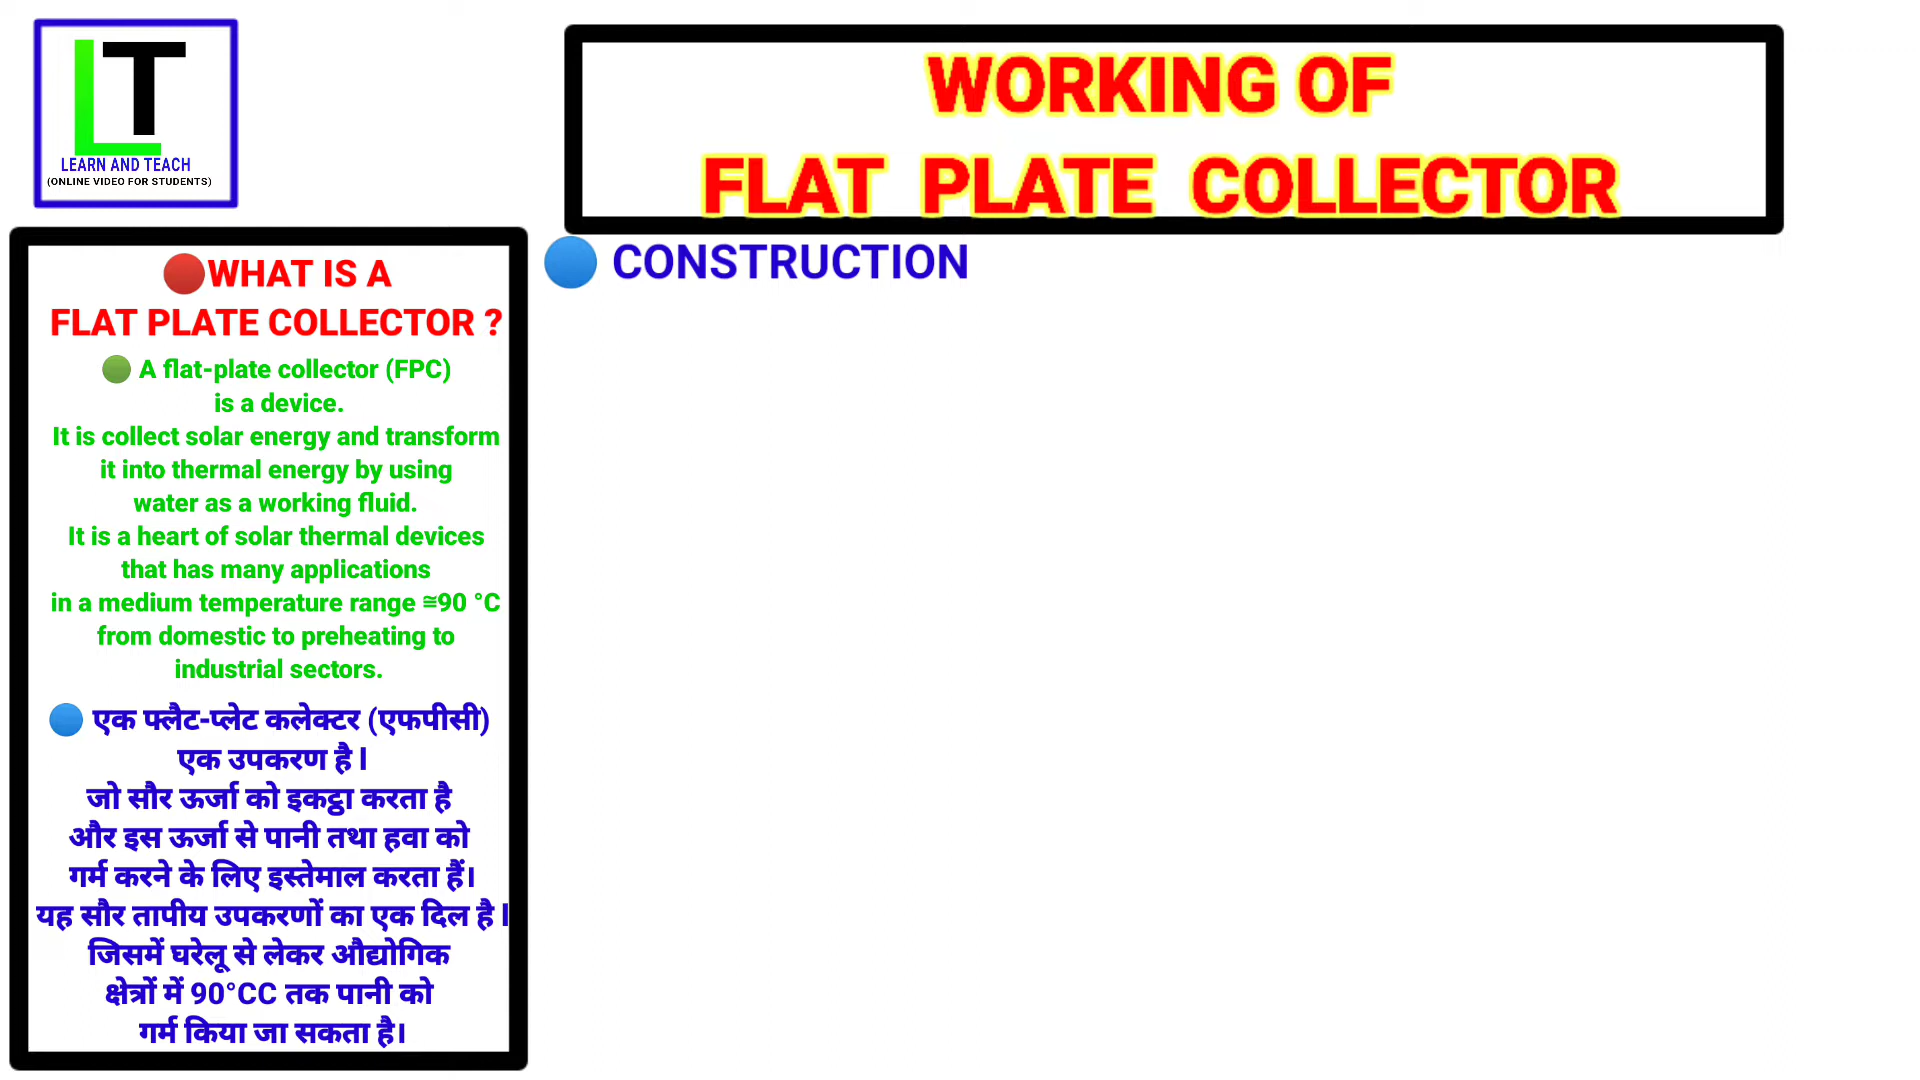 LT
LEARN AND TEACH
(ONLINE VIDEO FOR STUDENTS)
WORKING OF
FLAT PLATE COLLECTOR
WHAT IS A
FLAT PLATE COLLECTOR ?
A flat-plate collector (FPC)
is a device.
It is collect solar energy and transform
it into thermal energy by using
water as a working fluid.
It is a heart of solar thermal devices
that has many applications
in a medium temperature range ≅90 °C
from domestic to preheating to
industrial sectors.
एक फ्लैट-प्लेट कलेक्टर (एफपीसी)
एक उपकरण है l
जो सौर ऊर्जा को इकट्ठा करता है
और इस ऊर्जा से पानी तथा हवा को
गर्म करने के लिए इस्तेमाल करता हैं।
यह सौर तापीय उपकरणों का एक दिल है l
जिसमें घरेलू से लेकर औद्योगिक
क्षेत्रों में 90°CC तक पानी को
गर्म किया जा सकता है।
CONSTRUCTION